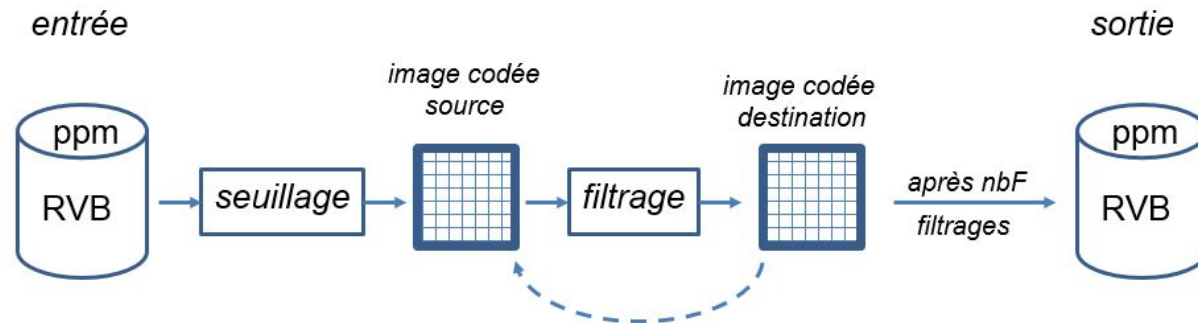 entrée
ppm
RVB
seuillage
image codée
source
filtrage
image codée
destination
après nbF
filtrages
sortie
ppm
RVB